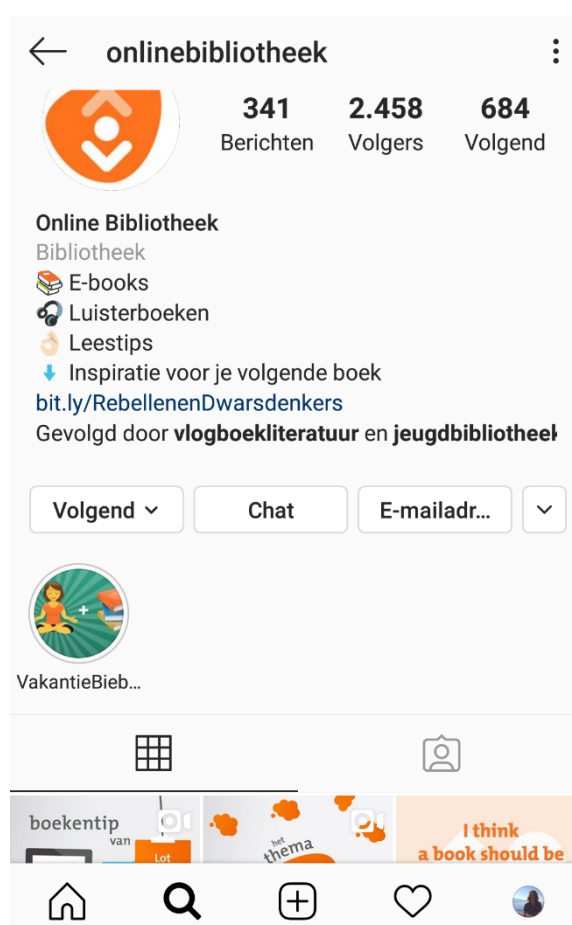 onlinebibliotheek
341 2.458 684
Berichten Volgers Volgend
Online Bibliotheek
Bibliotheek
📚 E-books
🎧 Luisterboeken
👌🏻 Leestips
⬇ Inspiratie voor je volgende boek
bit.ly/RebellenenDwarsdenkers
Gevolgd door vlogboekliteratuur en jeugdbibliotheek
Volgend Chat E-mailadr...
VakantieBieb...
boekentip
van
Lot
het
thema
I think
a book should be